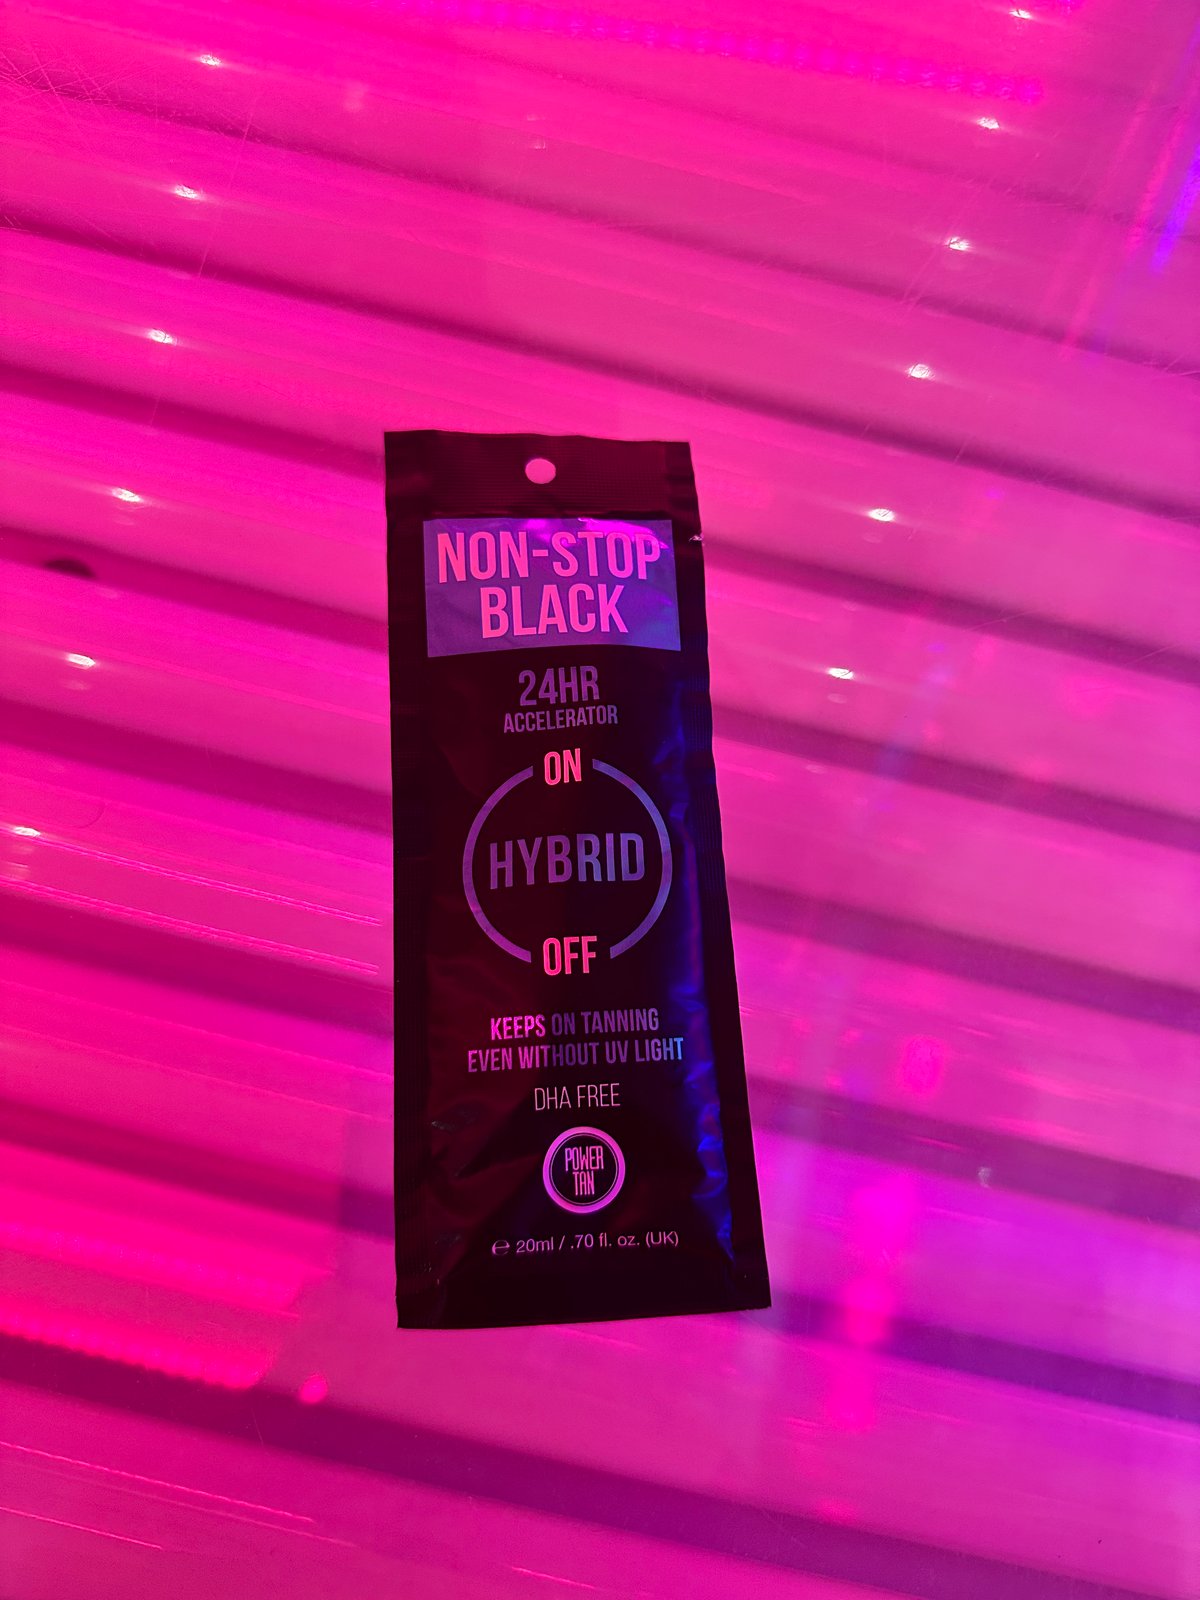 NON-STOP
BLACK
24HR
ACCELERATOR
ON
HYBRID
OFF
KEEPS ON TANNING
EVEN WITHOUT UV LIGHT
DHA FREE
POWER
TAN
℮ 20ml / .70 fl. oz. (UK)